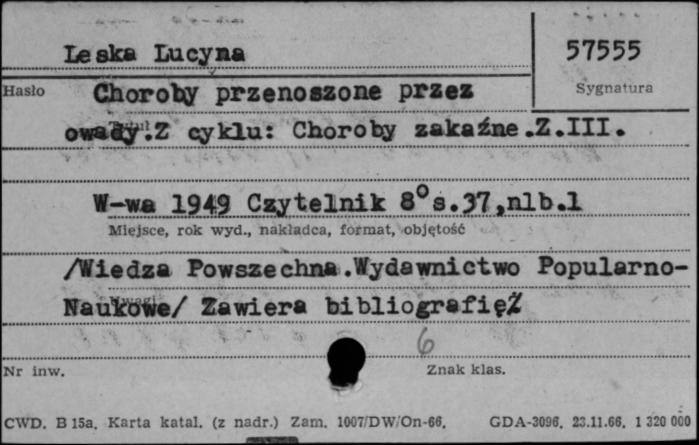 Leska Lucyna
57555
Hasło
Sygnatura
Choroby przenoszone przez
owady.Z cyklu: Choroby zakaźne.Z.III.
W-wa 1949 Czytelnik 8° s.37,nlb.1
Miejsce, rok wyd., nakładca, format, objętość
/Wiedza Powszechna.Wydawnictwo Popularno-
Naukowe/ Zawiera bibliografię
Uwagi
6
Nr inw.
Znak klas.
CWD. B 15a. Karta katal. (z nadr.) Zam. 1007/DW/On-66. GDA-3096. 23.11.66. 1 320 000